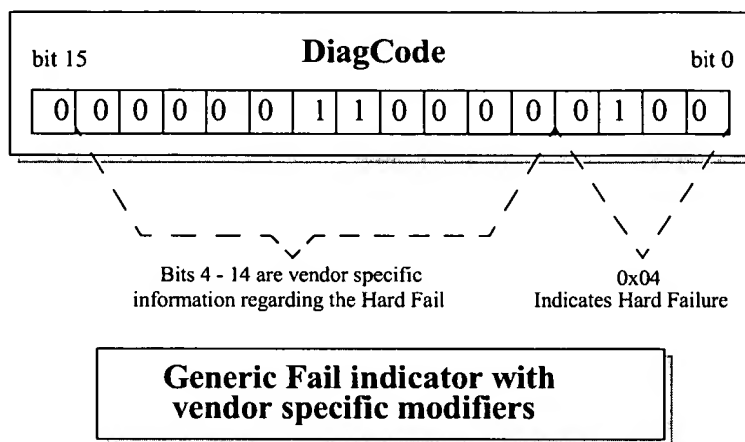 DiagCode
bit 15 bit 0
0 0 0 0 0 0 1 1 0 0 0 0 0 1 0 0
Bits 4 - 14 are vendor specific
information regarding the Hard Fail
0x04
Indicates Hard Failure
Generic Fail indicator with
vendor specific modifiers